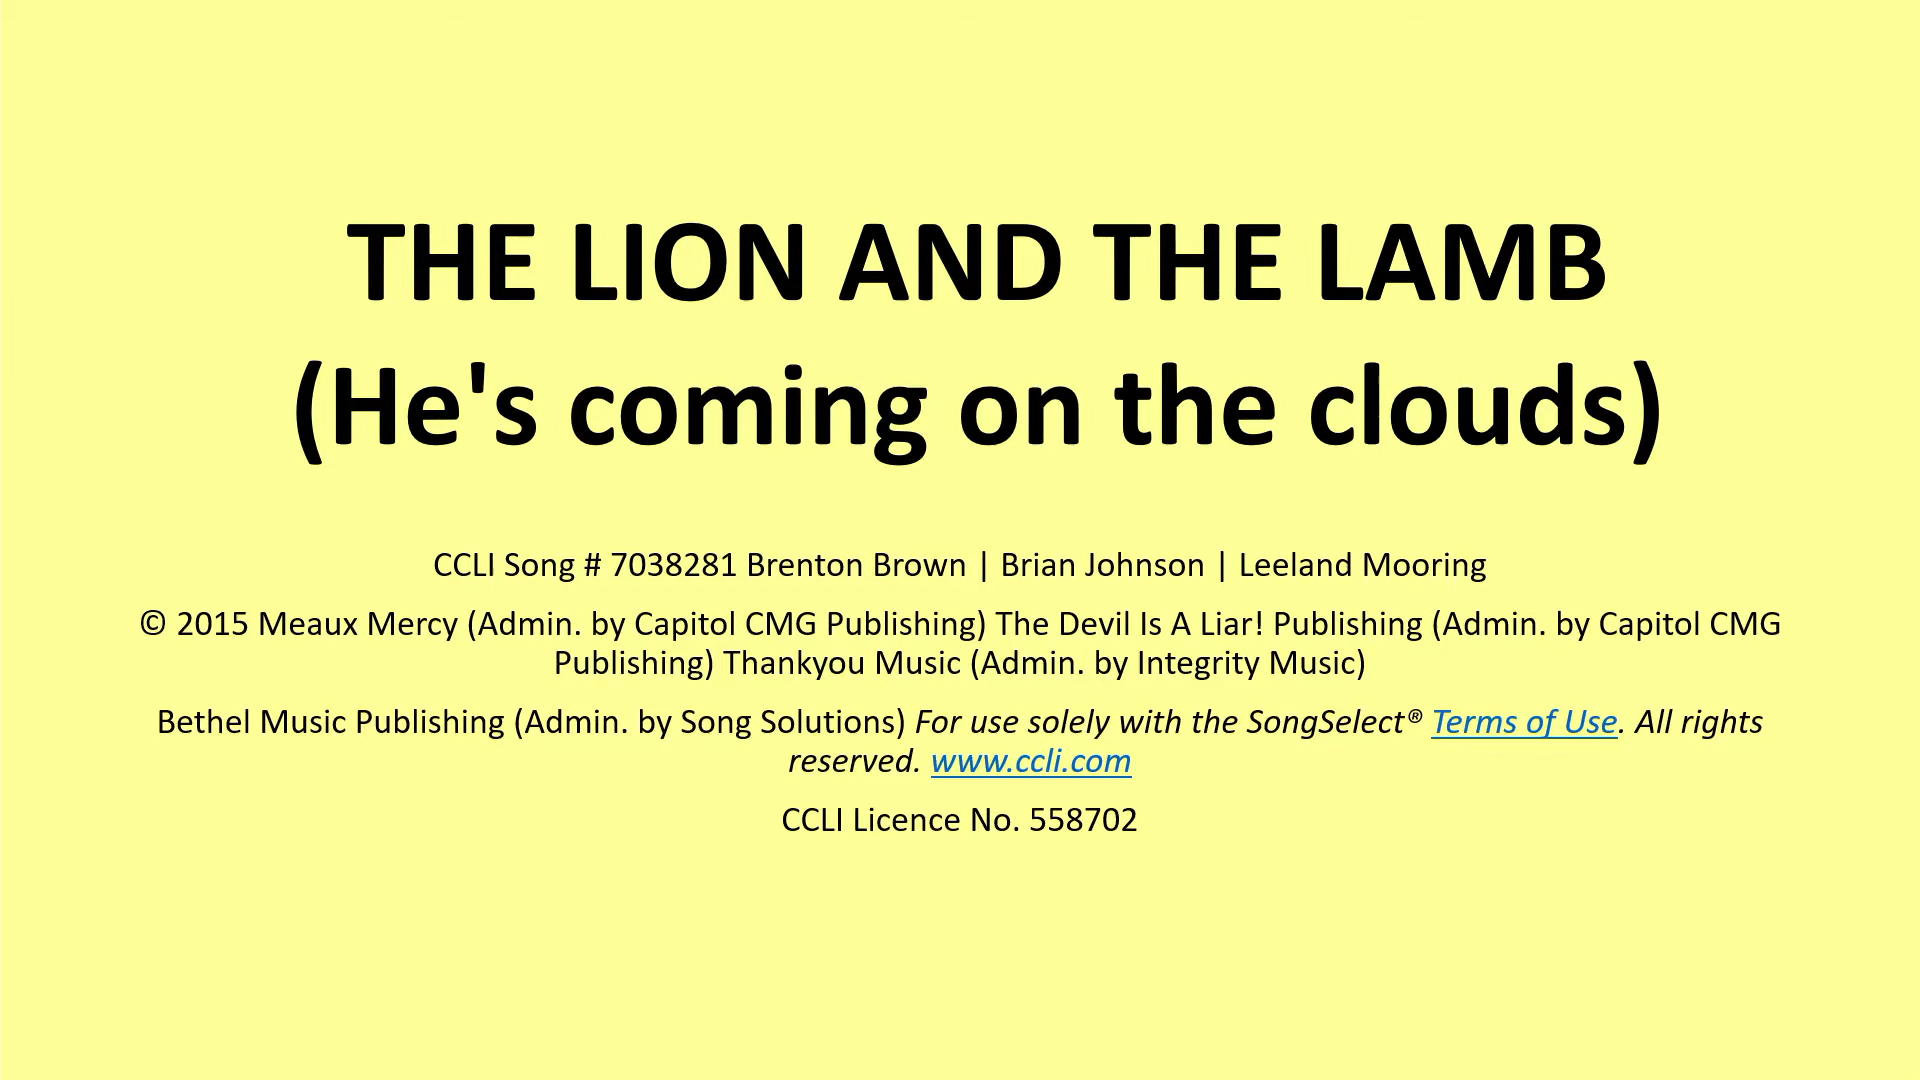 THE LION AND THE LAMB
(He's coming on the clouds)
CCLI Song # 7038281 Brenton Brown | Brian Johnson | Leeland Mooring
© 2015 Meaux Mercy (Admin. by Capitol CMG Publishing) The Devil Is A Liar! Publishing (Admin. by Capitol CMG
Publishing) Thankyou Music (Admin. by Integrity Music)
Bethel Music Publishing (Admin. by Song Solutions) For use solely with the SongSelect® Terms of Use. All rights
reserved. www.ccli.com
CCLI Licence No. 558702